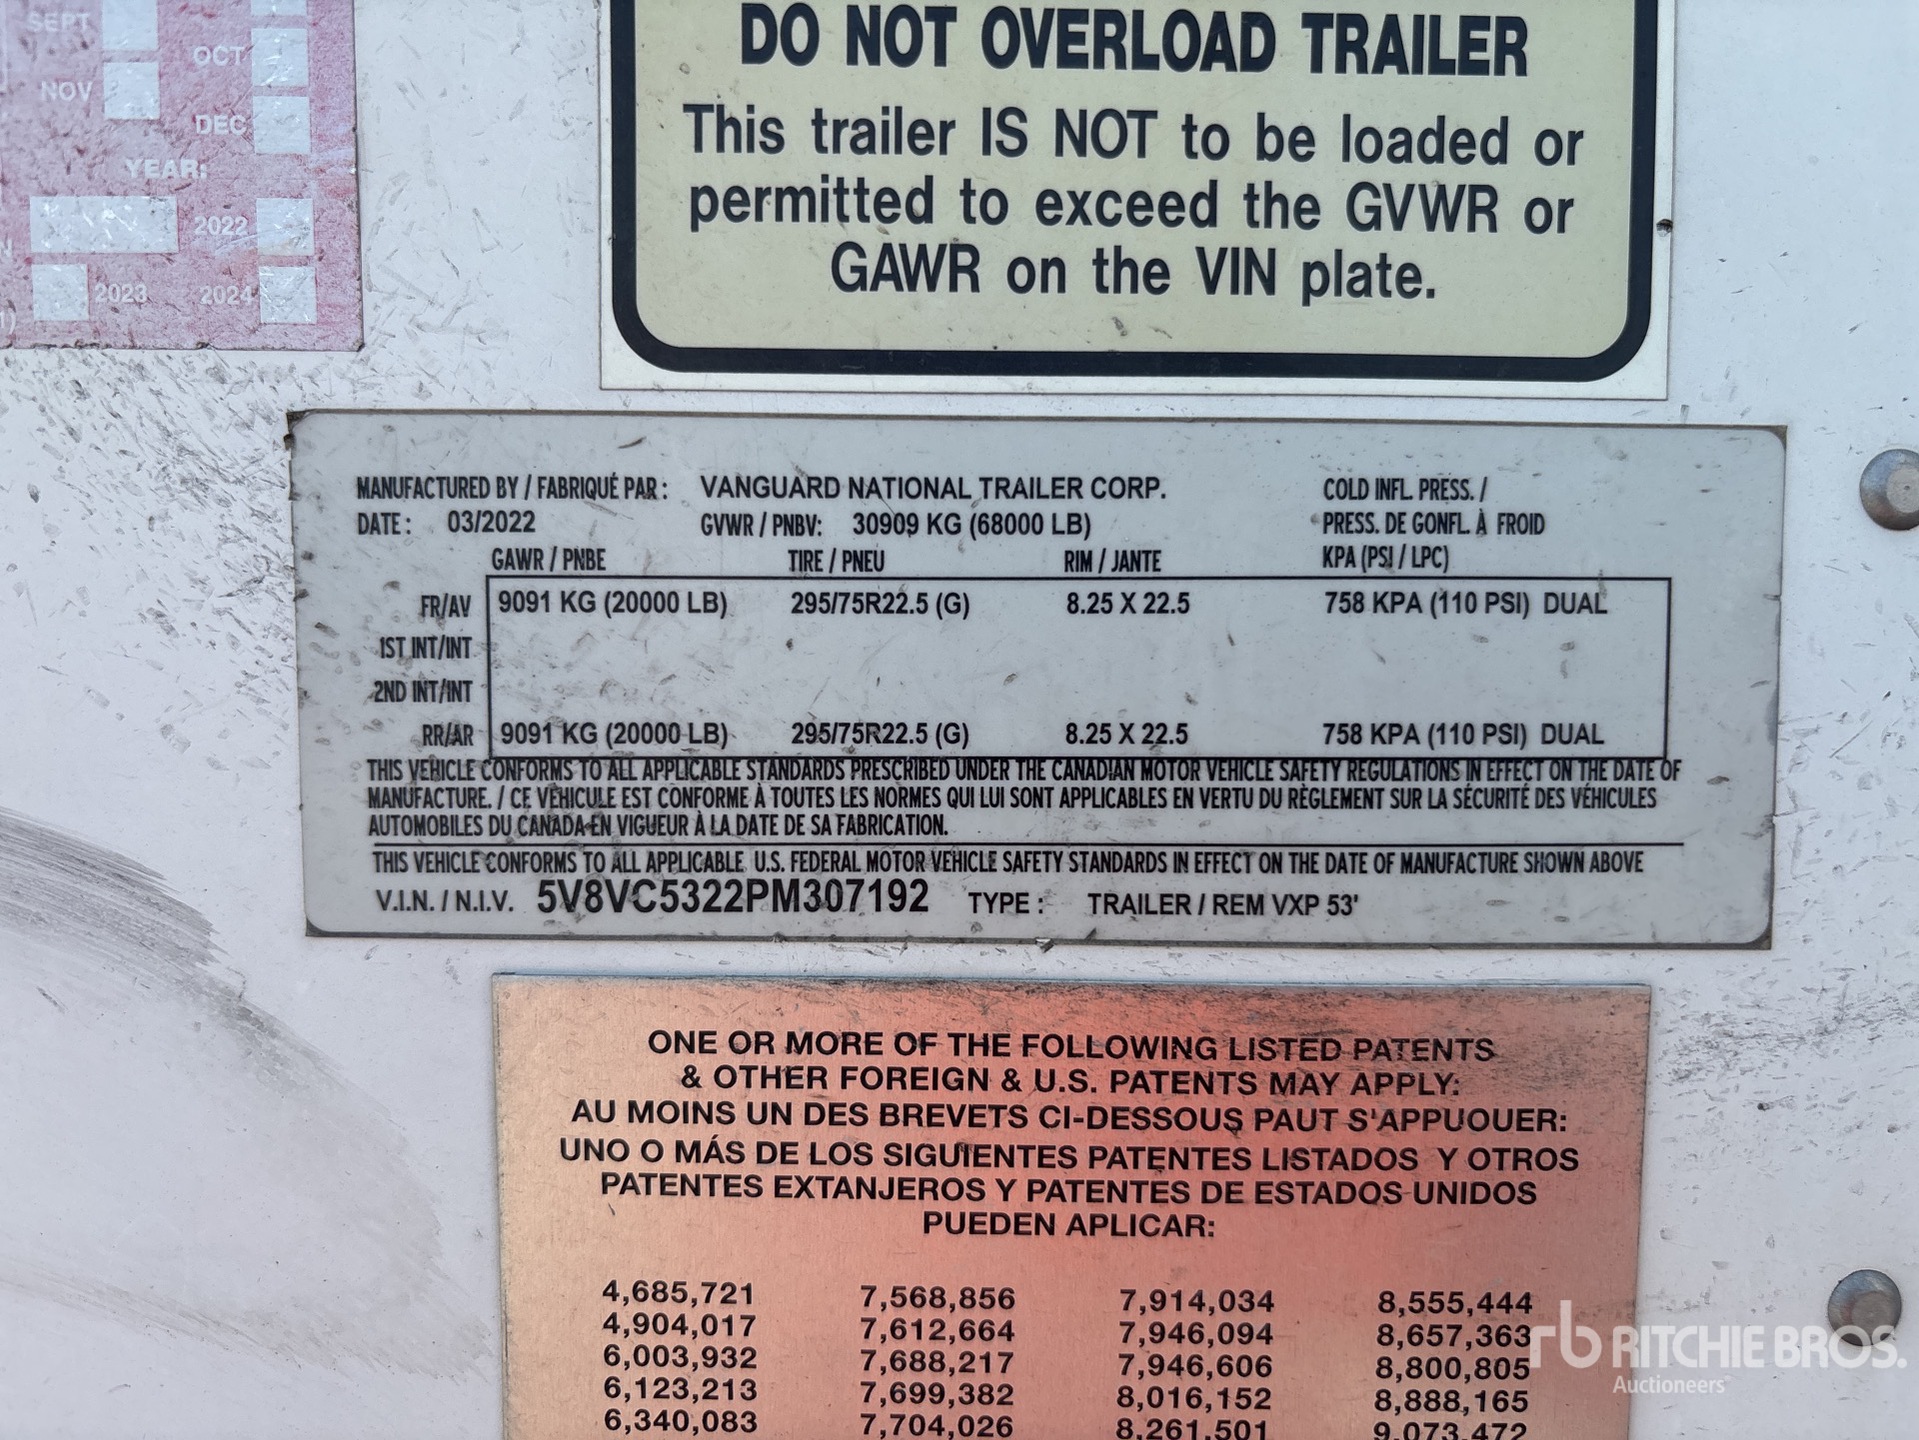 SEPT
OCT
NOV
DEC
YEAR:
2022
N
2023 2024
1)
DO NOT OVERLOAD TRAILER
This trailer IS NOT to be loaded or
permitted to exceed the GVWR or
GAWR on the VIN plate.
MANUFACTURED BY / FABRIQUÉ PAR : VANGUARD NATIONAL TRAILER CORP. COLD INFL. PRESS. /
DATE : 03/2022 GVWR / PNBV: 30909 KG (68000 LB) PRESS. DE GONFL. À FROID
GAWR / PNBE TIRE / PNEU RIM / JANTE KPA (PSI / LPC)
FR/AV 9091 KG (20000 LB) 295/75R22.5 (G) 8.25 X 22.5 758 KPA (110 PSI) DUAL
1ST INT/INT
2ND INT/INT
RR/AR 9091 KG (20000 LB) 295/75R22.5 (G) 8.25 X 22.5 758 KPA (110 PSI) DUAL
THIS VEHICLE CONFORMS TO ALL APPLICABLE STANDARDS PRESCRIBED UNDER THE CANADIAN MOTOR VEHICLE SAFETY REGULATIONS IN EFFECT ON THE DATE OF
MANUFACTURE. / CE VÉHICULE EST CONFORME À TOUTES LES NORMES QUI LUI SONT APPLICABLES EN VERTU DU RÈGLEMENT SUR LA SÉCURITÉ DES VÉHICULES
AUTOMOBILES DU CANADA EN VIGUEUR À LA DATE DE SA FABRICATION.
THIS VEHICLE CONFORMS TO ALL APPLICABLE U.S. FEDERAL MOTOR VEHICLE SAFETY STANDARDS IN EFFECT ON THE DATE OF MANUFACTURE SHOWN ABOVE
V.I.N. / N.I.V. 5V8VC5322PM307192 TYPE : TRAILER / REM VXP 53'
ONE OR MORE OF THE FOLLOWING LISTED PATENTS
& OTHER FOREIGN & U.S. PATENTS MAY APPLY:
AU MOINS UN DES BREVETS CI-DESSOUS PAUT S'APPUOUER:
UNO O MÁS DE LOS SIGUIENTES PATENTES LISTADOS Y OTROS
PATENTES EXTANJEROS Y PATENTES DE ESTADOS UNIDOS
PUEDEN APLICAR:
4,685,721 7,568,856 7,914,034 8,555,444
4,904,017 7,612,664 7,946,094 8,657,363
6,003,932 7,688,217 7,946,606 8,800,805
6,123,213 7,699,382 8,016,152 8,888,165
6,340,083 7,704,026 8,261,501 9,073,472
rb RITCHIE BROS.
Auctioneers